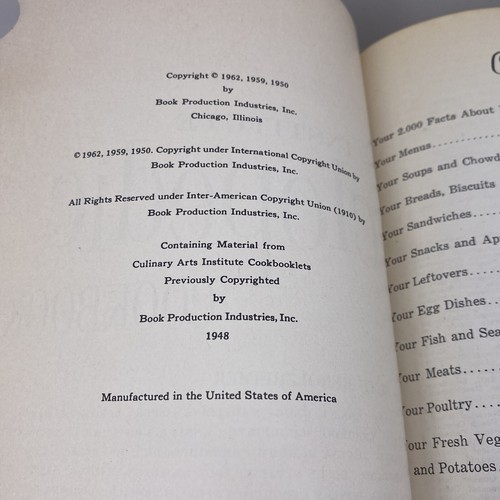 Copyright © 1962, 1959, 1950
by
Book Production Industries, Inc.
Chicago, Illinois
© 1962, 1959, 1950. Copyright under International Copyright Union by
Book Production Industries, Inc.
All Rights Reserved under Inter-American Copyright Union (1910) by
Book Production Industries, Inc.
Containing Material from
Culinary Arts Institute Cookbooklets
Previously Copyrighted
by
Book Production Industries, Inc.
1948
Manufactured in the United States of America
Your 2,000 Facts About
Your Menus..........
Your Soups and Chowd
Your Breads, Biscuits
Your Sandwiches.....
Your Snacks and Ap
Your Leftovers.....
Your Egg Dishes....
Your Fish and Sea
Your Meats.....
Your Poultry....
Your Fresh Veg
and Potatoes